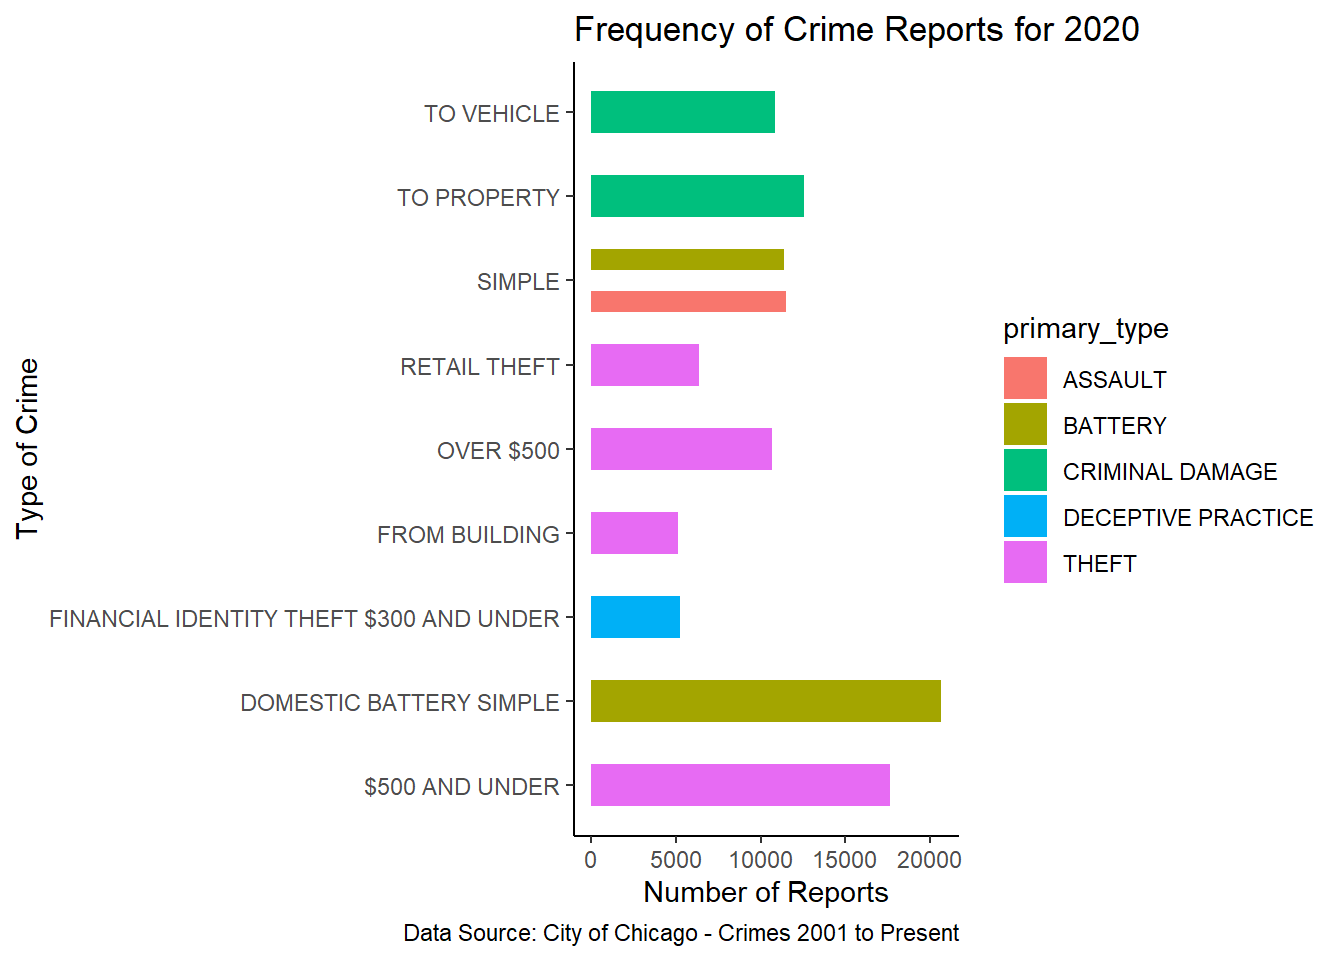 Frequency of Crime Reports for 2020
Type of Crime
TO VEHICLE
TO PROPERTY
SIMPLE
RETAIL THEFT
OVER $500
FROM BUILDING
FINANCIAL IDENTITY THEFT $300 AND UNDER
DOMESTIC BATTERY SIMPLE
$500 AND UNDER
0 5000 10000 15000 20000
Number of Reports
Data Source: City of Chicago - Crimes 2001 to Present
primary_type
ASSAULT
BATTERY
CRIMINAL DAMAGE
DECEPTIVE PRACTICE
THEFT